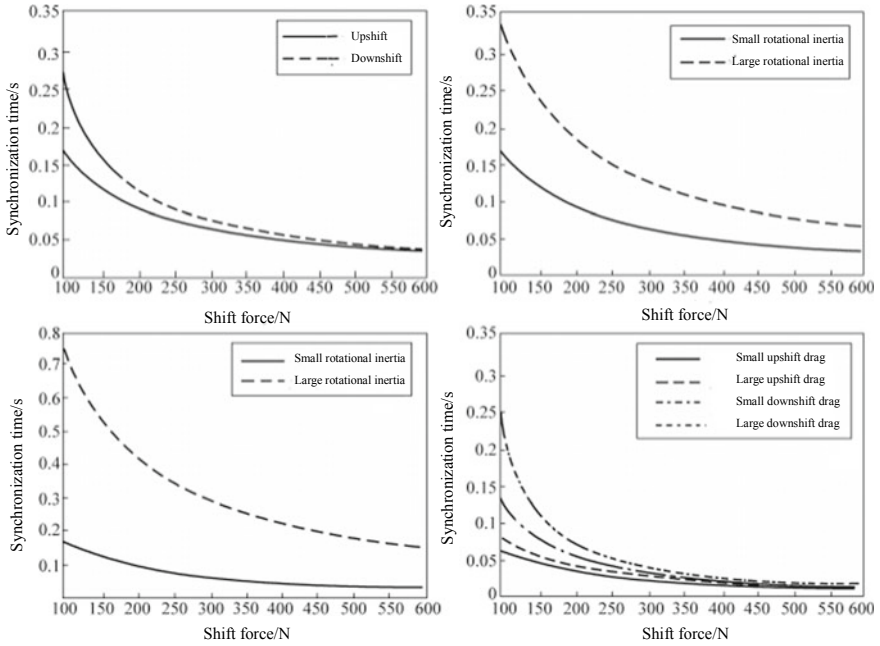 0.35
0.3
0.25
0.2
0.15
0.1
0.05
0
Synchronization time/s
Upshift
Downshift
100 150 200 250 300 350 400 450 500 550 600
Shift force/N
0.35
0.3
0.25
0.2
0.15
0.1
0.05
0
Synchronization time/s
Small rotational inertia
Large rotational inertia
100 150 200 250 300 350 400 450 500 550 600
Shift force/N
0.8
0.7
0.6
0.5
0.4
0.3
0.2
0.1
Synchronization time/s
Small rotational inertia
Large rotational inertia
100 150 200 250 300 350 400 450 500 550 600
Shift force/N
0.35
0.3
0.25
0.2
0.15
0.1
0.05
0
Synchronization time/s
Small upshift drag
Large upshift drag
Small downshift drag
Large downshift drag
100 150 200 250 300 350 400 450 500 550 600
Shift force/N